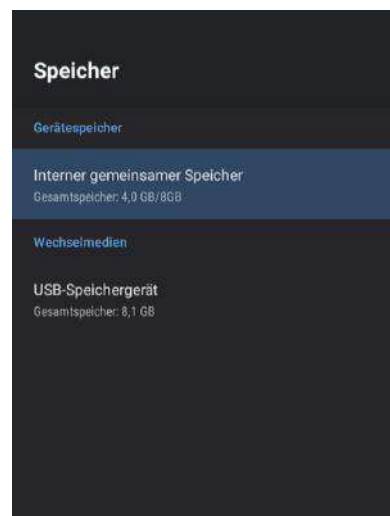 Speicher
Gerätespeicher
Interner gemeinsamer Speicher
Gesamtspeicher: 4,0 GB/8GB
Wechselmedien
USB-Speichergerät
Gesamtspeicher: 8,1 GB